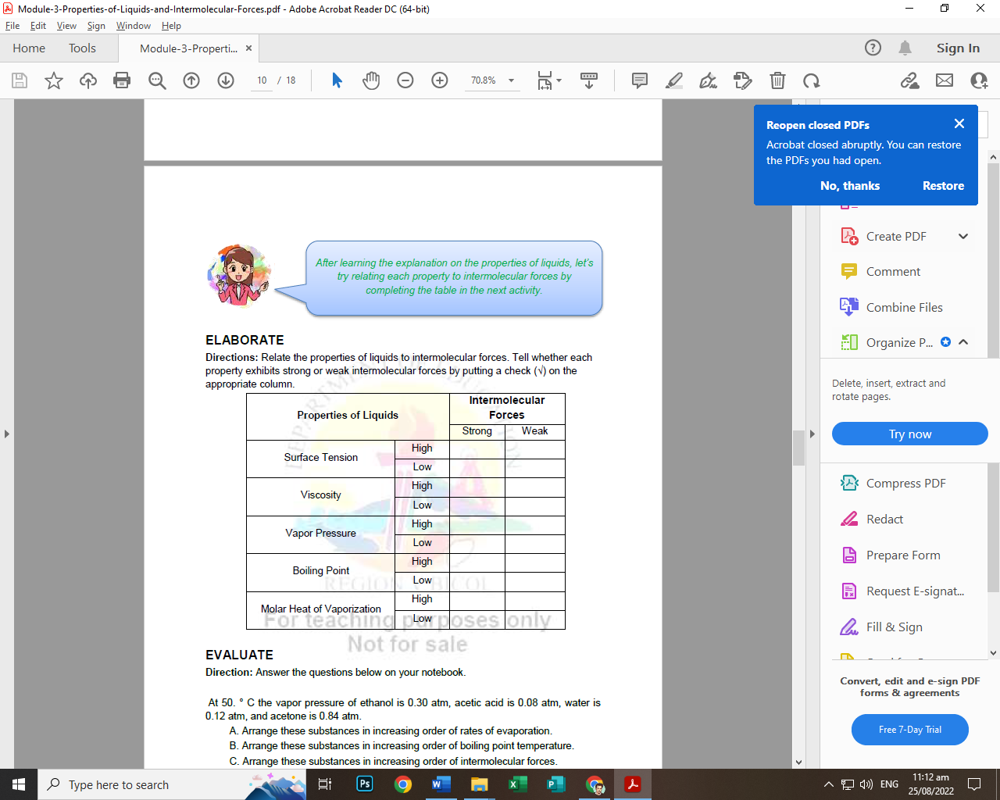 Module-3-Properties-of-Liquids-and-Intermolecular-Forces.pdf - Adobe Acrobat Reader DC (64-bit)
File Edit View Sign Window Help
Home Tools Module-3-Properti... × Sign In
10 / 18 70.8%
Reopen closed PDFs
Acrobat closed abruptly. You can restore
the PDFs you had open.
No, thanks Restore
Create PDF
Comment
Combine Files
Organize P...
Delete, insert, extract and
rotate pages.
Try now
Compress PDF
Redact
Prepare Form
Request E-signat...
Fill & Sign
Convert, edit and e-sign PDF
forms & agreements
Free 7-Day Trial
After learning the explanation on the properties of liquids, let's
try relating each property to intermolecular forces by
completing the table in the next activity.
ELABORATE
Directions: Relate the properties of liquids to intermolecular forces. Tell whether each
property exhibits strong or weak intermolecular forces by putting a check (√) on the
appropriate column.
Properties of Liquids
Intermolecular
Forces
Strong Weak
Surface Tension
High
Low
Viscosity
High
Low
Vapor Pressure
High
Low
Boiling Point
High
Low
Molar Heat of Vaporization
High
Low
DEPARTMENT OF EDUCATION
REGION V BICOL
For teaching purposes only
Not for sale
EVALUATE
Direction: Answer the questions below on your notebook.
At 50. ° C the vapor pressure of ethanol is 0.30 atm, acetic acid is 0.08 atm, water is
0.12 atm, and acetone is 0.84 atm.
A. Arrange these substances in increasing order of rates of evaporation.
B. Arrange these substances in increasing order of boiling point temperature.
C. Arrange these substances in increasing order of intermolecular forces.
Type here to search
ENG
11:12 am
25/08/2022